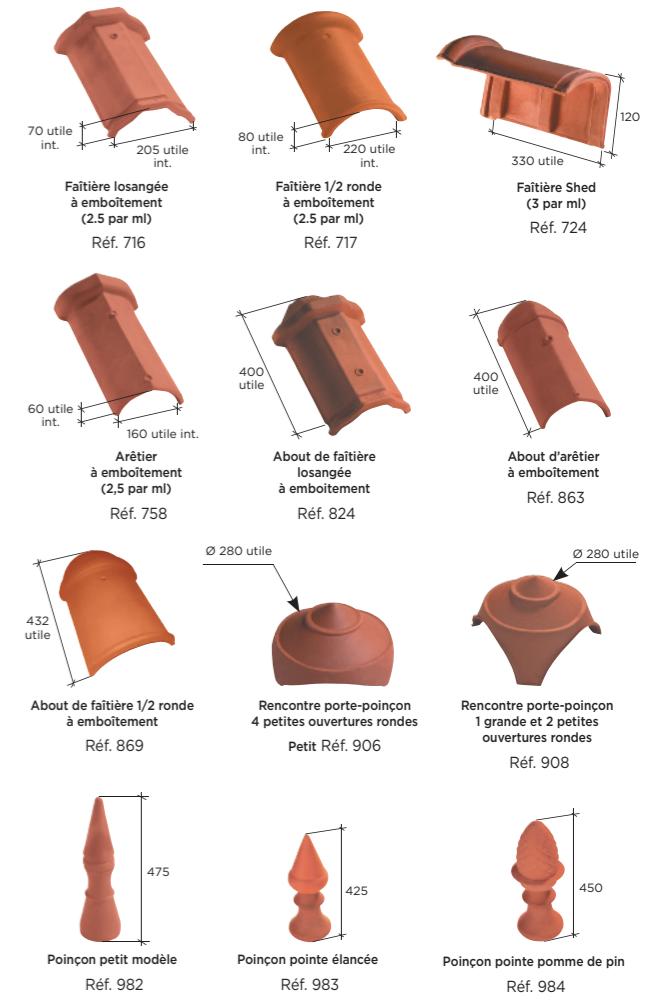 70 utile
int.
205 utile
int.
Faîtière losangée
à emboîtement
(2.5 par ml)
Réf. 716
80 utile
int.
220 utile
int.
Faîtière 1/2 ronde
à emboîtement
(2.5 par ml)
Réf. 717
120
330 utile
Faîtière Shed
(3 par ml)
Réf. 724
60 utile
int.
160 utile int.
Arêtier
à emboîtement
(2,5 par ml)
Réf. 758
400
utile
About de faîtière
losangée
à emboitement
Réf. 824
400
utile
About d'arêtier
à emboîtement
Réf. 863
432
utile
About de faîtière 1/2 ronde
à emboîtement
Réf. 869
Ø 280 utile
Rencontre porte-poinçon
4 petites ouvertures rondes
Petit Réf. 906
Ø 280 utile
Rencontre porte-poinçon
1 grande et 2 petites
ouvertures rondes
Réf. 908
475
Poinçon petit modèle
Réf. 982
425
Poinçon pointe élancée
Réf. 983
450
Poinçon pointe pomme de pin
Réf. 984